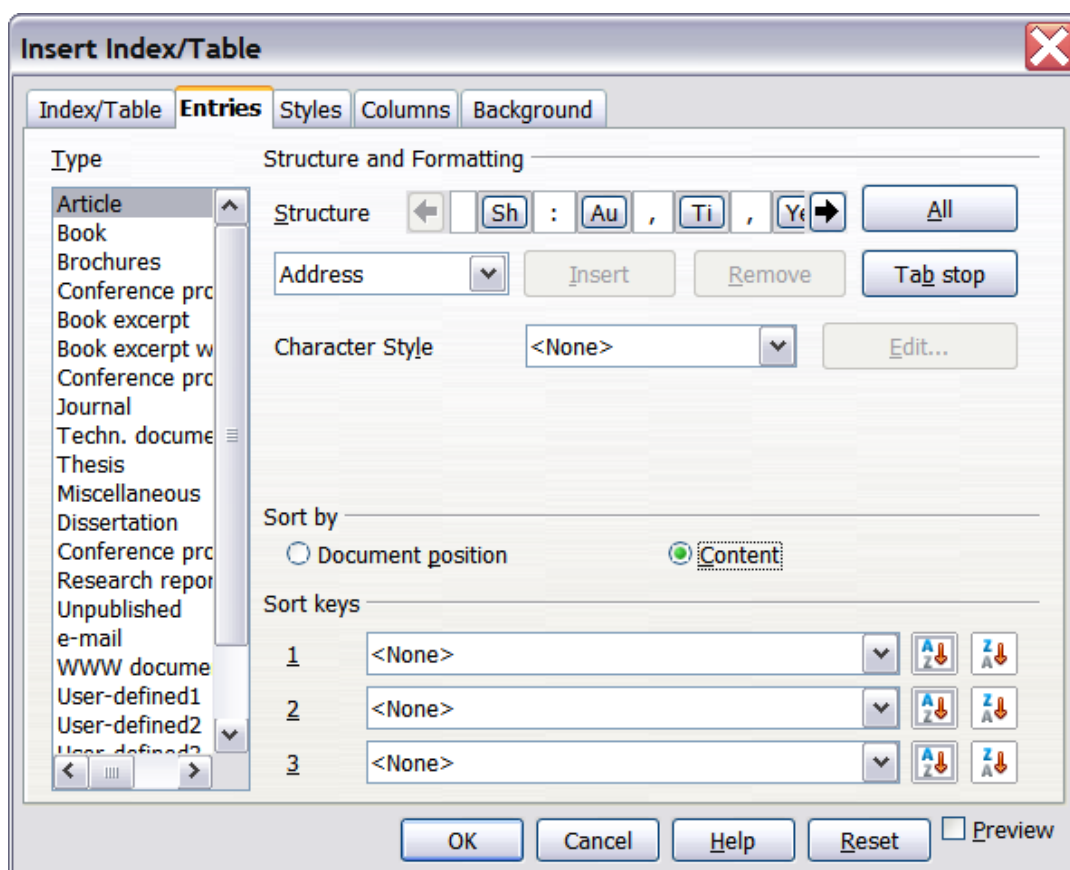 Insert Index/Table
Index/Table Entries Styles Columns Background
Type
Structure and Formatting
Article
Book
Brochures
Conference pro
Book excerpt
Book excerpt w
Conference pro
Journal
Techn. docume
Thesis
Miscellaneous
Dissertation
Conference pro
Research repor
Unpublished
e-mail
WWW docume
User-defined1
User-defined2
User-defined3
Structure Sh : Au , Ti , Ye All
Address Insert Remove Tab stop
Character Style <None> Edit...
Sort by
Document position Content
Sort keys
1 <None> A Z Z A
2 <None> A Z Z A
3 <None> A Z Z A
OK Cancel Help Reset Preview